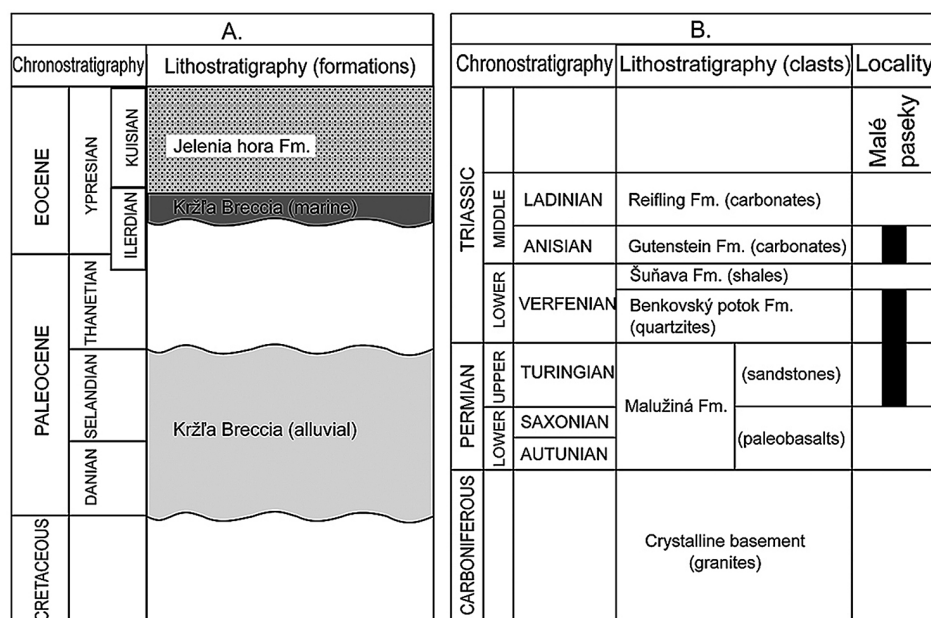 A.
Chronostratigraphy
Lithostratigraphy (formations)
EOCENE
YPRESIAN
KUISIAN
ILERDIAN
Jelenia hora Fm.
Kržľa Breccia (marine)
PALEOCENE
THANETIAN
SELANDIAN
DANIAN
Kržľa Breccia (alluvial)
CRETACEOUS
B.
Chronostratigraphy
Lithostratigraphy (clasts)
Locality
Malé
paseky
TRIASSIC
MIDDLE
LADINIAN
Reifling Fm. (carbonates)
ANISIAN
Gutenstein Fm. (carbonates)
LOWER
VERFENIAN
Šuňava Fm. (shales)
Benkovský potok Fm.
(quartzites)
PERMIAN
UPPER
TURINGIAN
Malužiná Fm.
(sandstones)
LOWER
SAXONIAN
AUTUNIAN
(paleobasalts)
CARBONIFEROUS
Crystalline basement
(granites)